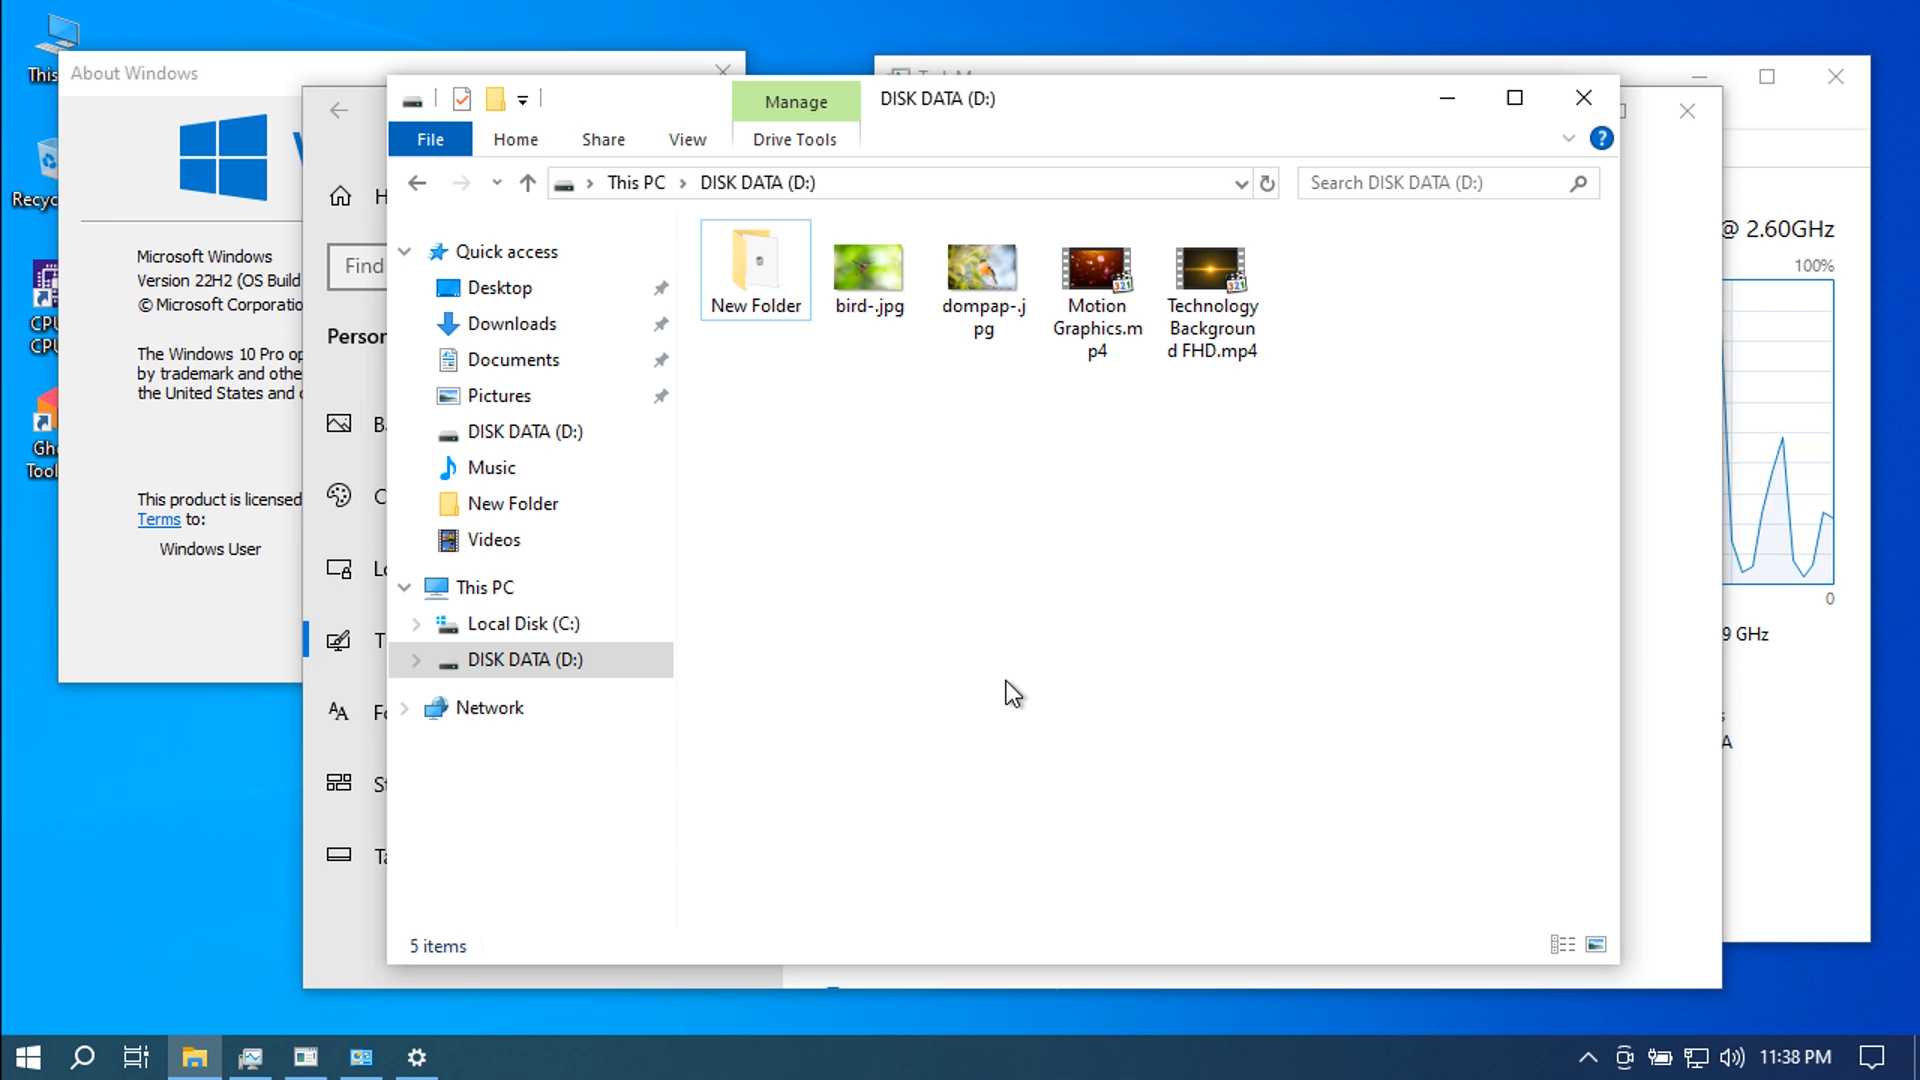 This
Recyc
CPU
CPU
Gh
Tool
About Windows
Microsoft Windows
Version 22H2 (OS Build
© Microsoft Corporatio
The Windows 10 Pro op
by trademark and othe
the United States and
This product is licensed
Terms to:
Windows User
Find
Person
@ 2.60GHz
100%
0
9 GHz
Manage
DISK DATA (D:)
File
Home
Share
View
Drive Tools
This PC
DISK DATA (D:)
Search DISK DATA (D:)
Quick access
Desktop
Downloads
Documents
Pictures
DISK DATA (D:)
Music
New Folder
Videos
This PC
Local Disk (C:)
DISK DATA (D:)
Network
New Folder
bird-.jpg
dompap-.j
pg
Motion
Graphics.m
p4
Technology
Backgroun
d FHD.mp4
5 items
11:38 PM